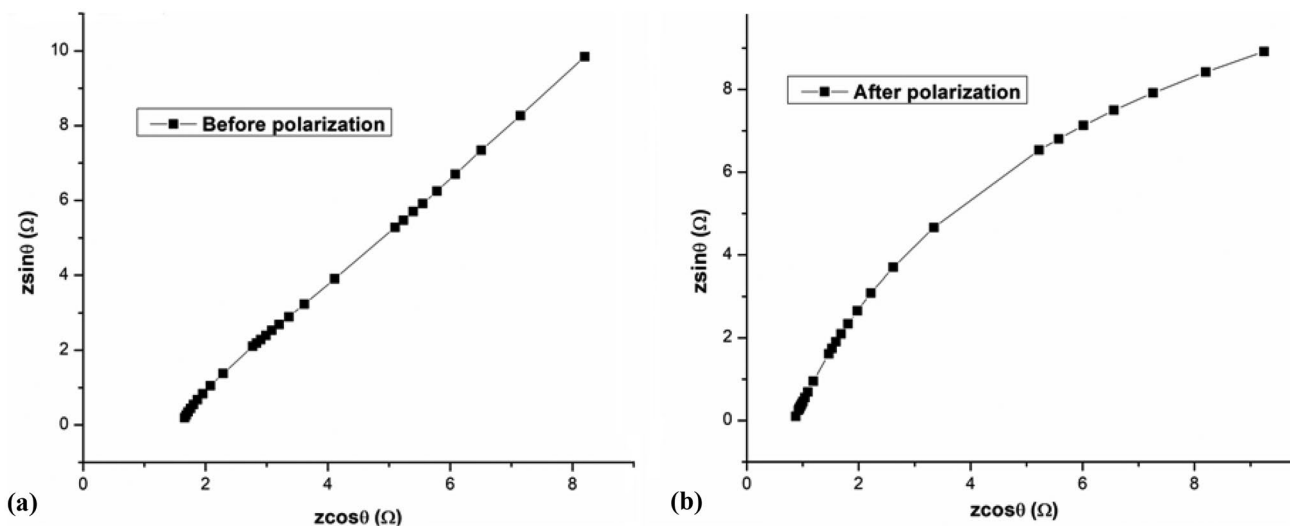 10
8
6
4
2
0
zsinθ (Ω)
Before polarization
0 2 4 6 8
zcosθ (Ω)
(a)
8
6
4
2
0
zsinθ (Ω)
After polarization
0 2 4 6 8
zcosθ (Ω)
(b)